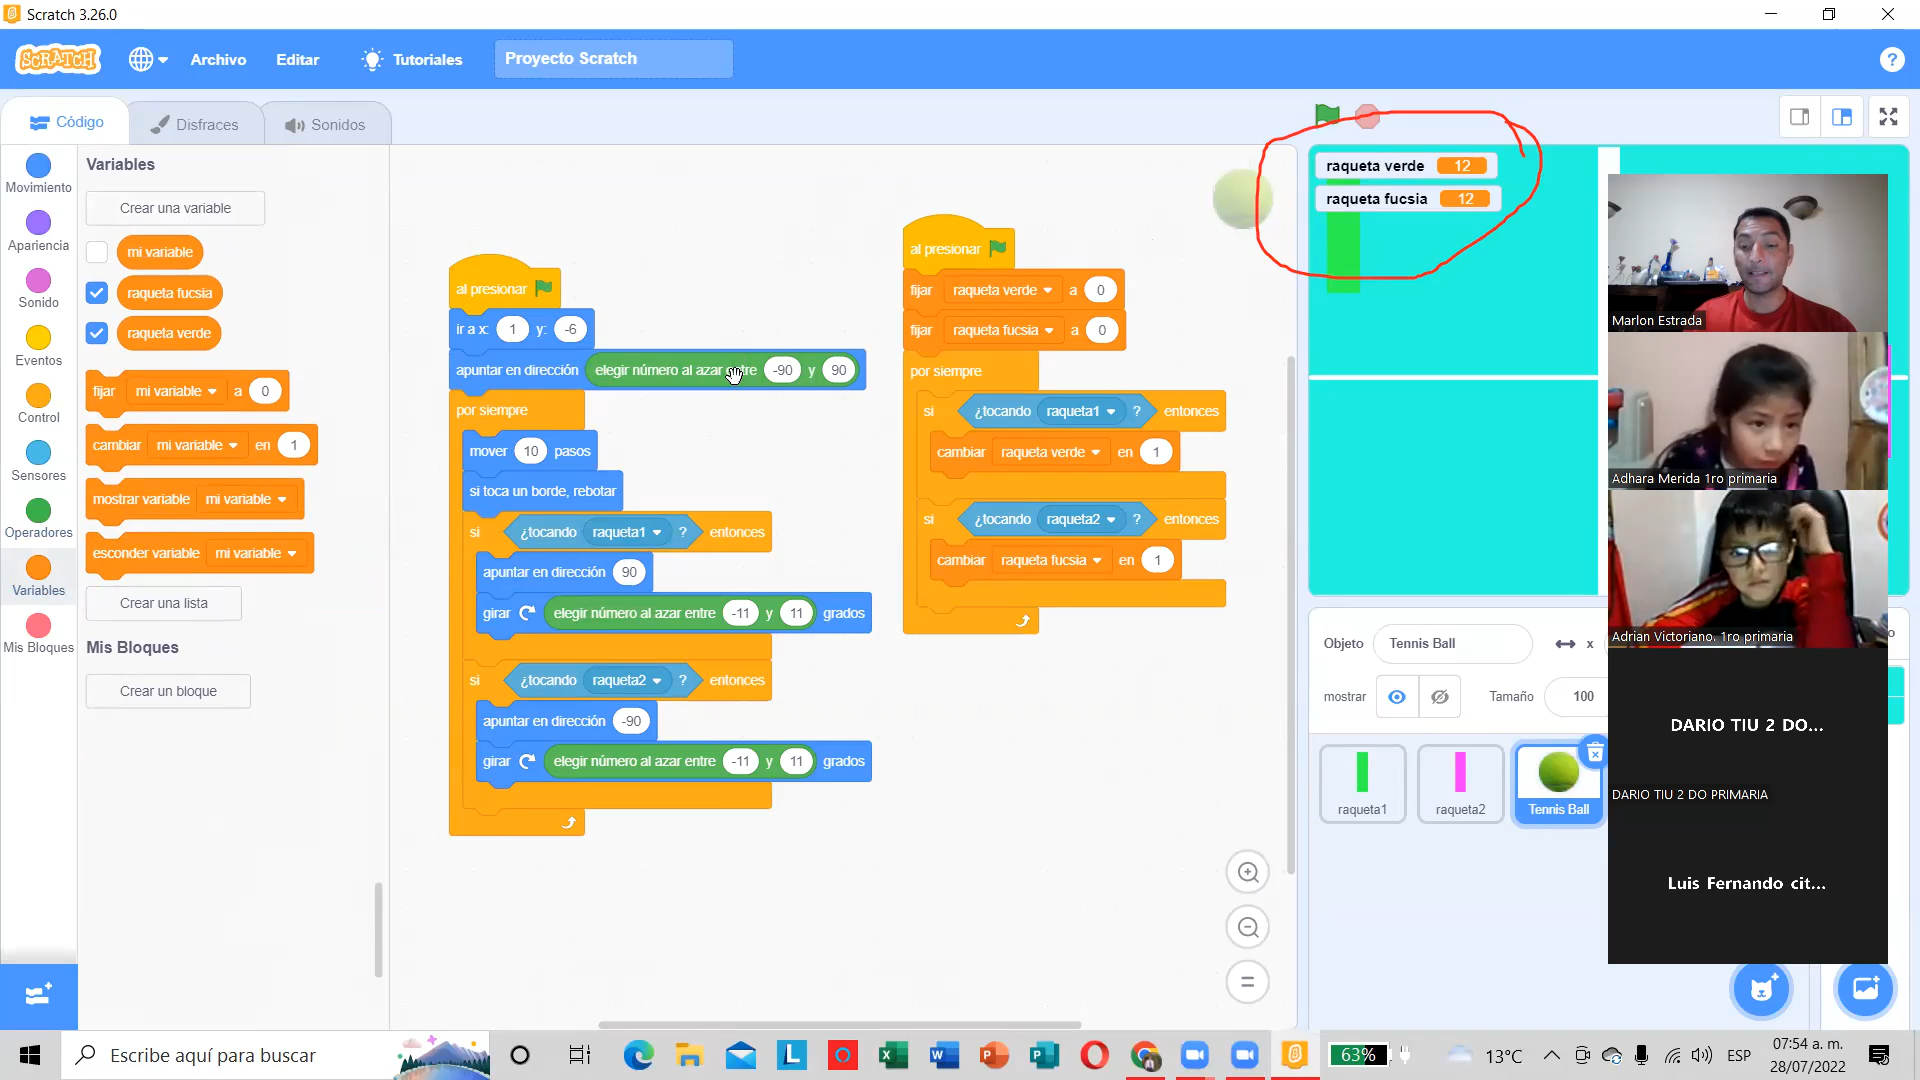 Scratch 3.26.0
SCRATCH
Archivo
Editar
Tutoriales
Proyecto Scratch
Código
Disfraces
Sonidos
Movimiento
Apariencia
Sonido
Eventos
Control
Sensores
Operadores
Variables
Mis Bloques
Variables
Crear una variable
mi variable
raqueta fucsia
raqueta verde
fijar mi variable a 0
cambiar mi variable en 1
mostrar variable mi variable
esconder variable mi variable
Crear una lista
Mis Bloques
Crear un bloque
al presionar
ir a x: 1 y: -6
apuntar en dirección elegir número al azar entre -90 y 90
por siempre
mover 10 pasos
si toca un borde, rebotar
si ¿tocando raqueta1 ? entonces
apuntar en dirección 90
girar elegir número al azar entre -11 y 11 grados
si ¿tocando raqueta2 ? entonces
apuntar en dirección -90
girar elegir número al azar entre -11 y 11 grados
al presionar
fijar raqueta verde a 0
fijar raqueta fucsia a 0
por siempre
si ¿tocando raqueta1 ? entonces
cambiar raqueta verde en 1
si ¿tocando raqueta2 ? entonces
cambiar raqueta fucsia en 1
raqueta verde 12
raqueta fucsia 12
Marlon Estrada
Adhara Merida 1ro primaria
Adrian Victoriano. 1ro primaria
DARIO TIU 2 DO...
DARIO TIU 2 DO PRIMARIA
Luis Fernando cit...
Objeto Tennis Ball x
mostrar Tamaño 100
raqueta1
raqueta2
Tennis Ball
Escribe aquí para buscar
63%
13°C
ESP
07:54 a. m.
28/07/2022